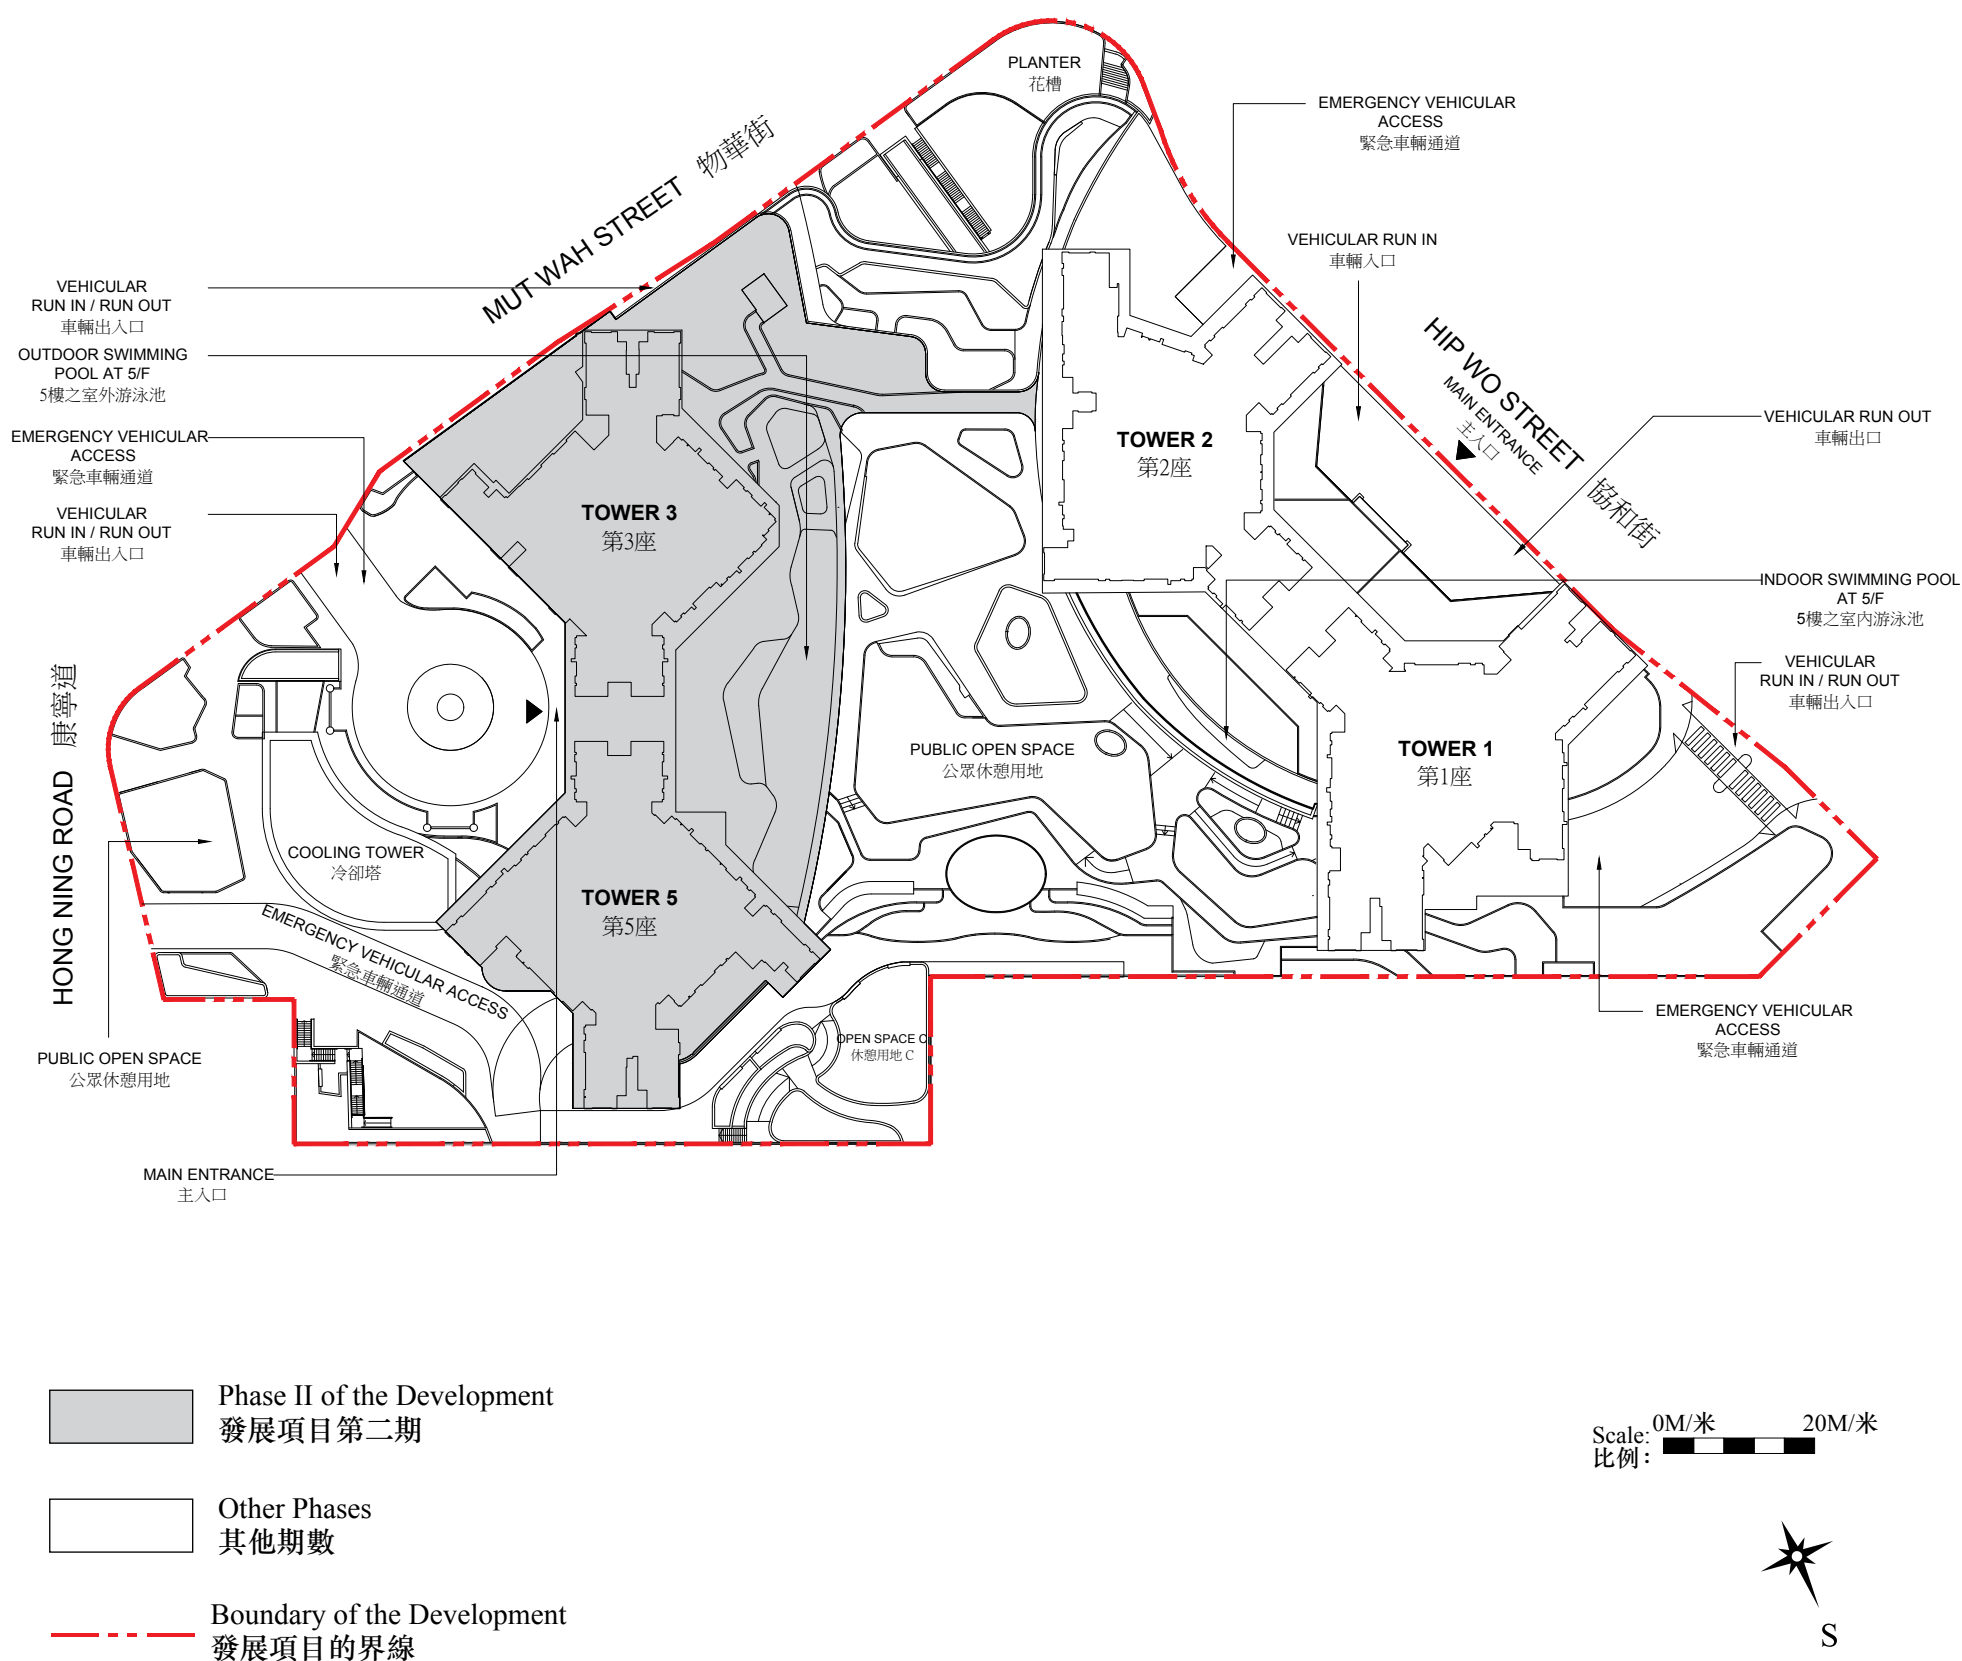 PLANTER
花槽
EMERGENCY VEHICULAR
ACCESS
緊急車輛通道
MUT WAH STREET 物華街
VEHICULAR RUN IN
車輛入口
VEHICULAR
RUN IN / RUN OUT
車輛出入口
OUTDOOR SWIMMING
POOL AT 5/F
5樓之室外游泳池
EMERGENCY VEHICULAR
ACCESS
緊急車輛通道
VEHICULAR
RUN IN / RUN OUT
車輛出入口
HIP WO STREET 協和街
MAIN ENTRANCE
主入口
VEHICULAR RUN OUT
車輛出口
TOWER 2
第2座
TOWER 3
第3座
INDOOR SWIMMING POOL
AT 5/F
5樓之室內游泳池
VEHICULAR
RUN IN / RUN OUT
車輛出入口
HONG NING ROAD 康寧道
PUBLIC OPEN SPACE
公眾休憩用地
TOWER 1
第1座
COOLING TOWER
冷卻塔
TOWER 5
第5座
EMERGENCY VEHICULAR ACCESS
緊急車輛通道
PUBLIC OPEN SPACE
公眾休憩用地
OPEN SPACE C
休憩用地 C
EMERGENCY VEHICULAR
ACCESS
緊急車輛通道
MAIN ENTRANCE
主入口
Phase II of the Development
發展項目第二期
Other Phases
其他期數
Boundary of the Development
發展項目的界線
0M/米 20M/米
Scale:
比例：
S